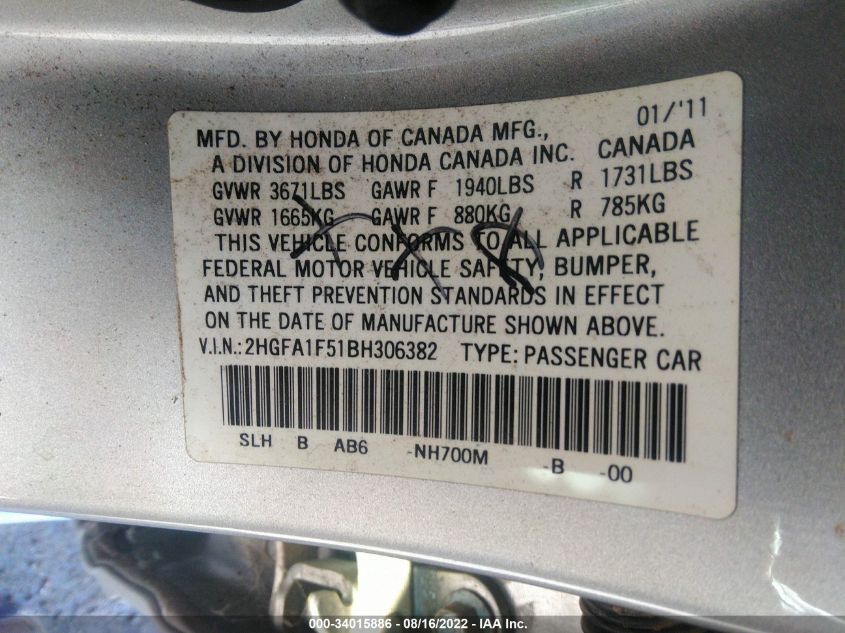 01/'11
MFD. BY HONDA OF CANADA MFG.,
A DIVISION OF HONDA CANADA INC. CANADA
GVWR 3671LBS GAWR F 1940LBS R 1731LBS
GVWR 1665KG GAWR F 880KG R 785KG
THIS VEHICLE CONFORMS TO ALL APPLICABLE
FEDERAL MOTOR VEHICLE SAFETY, BUMPER,
AND THEFT PREVENTION STANDARDS IN EFFECT
ON THE DATE OF MANUFACTURE SHOWN ABOVE.
V.I.N.: 2HGFA1F51BH306382 TYPE: PASSENGER CAR
SLH B AB6 -NH700M -B -00
000-34015886 - 08/16/2022 - IAA Inc.